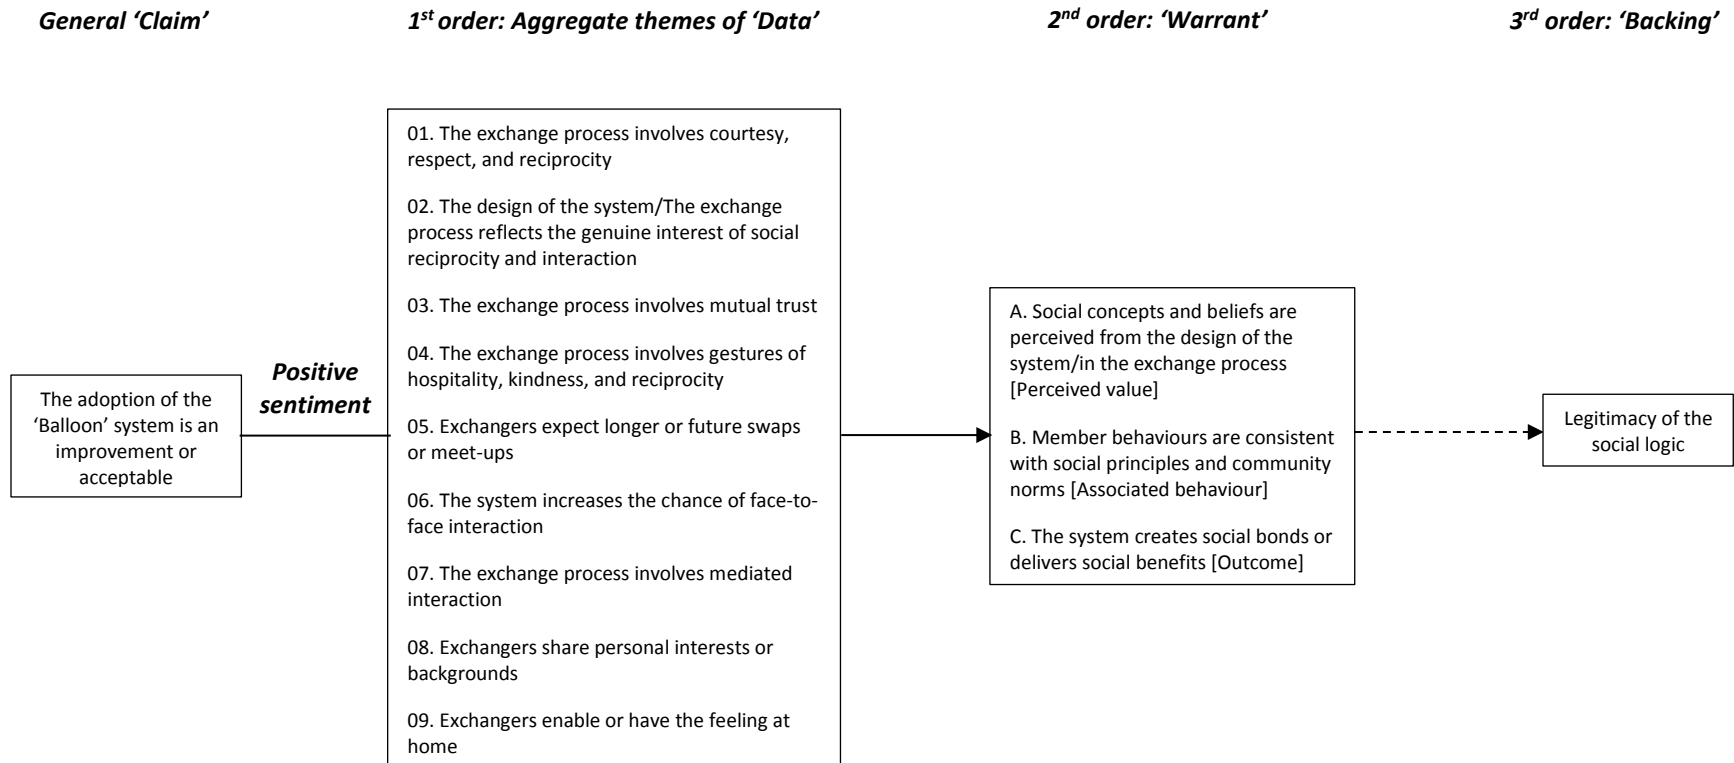 General ‘Claim’
1st order: Aggregate themes of ‘Data’
2nd order: ‘Warrant’
3rd order: ‘Backing’
The adoption of the
‘Balloon’ system is an
improvement or
acceptable
Positive
sentiment
01. The exchange process involves courtesy,
respect, and reciprocity
02. The design of the system/The exchange
process reflects the genuine interest of social
reciprocity and interaction
03. The exchange process involves mutual trust
04. The exchange process involves gestures of
hospitality, kindness, and reciprocity
05. Exchangers expect longer or future swaps
or meet-ups
06. The system increases the chance of face-to-
face interaction
07. The exchange process involves mediated
interaction
08. Exchangers share personal interests or
backgrounds
09. Exchangers enable or have the feeling at
home
A. Social concepts and beliefs are
perceived from the design of the
system/in the exchange process
[Perceived value]
B. Member behaviours are consistent
with social principles and community
norms [Associated behaviour]
C. The system creates social bonds or
delivers social benefits [Outcome]
Legitimacy of the
social logic